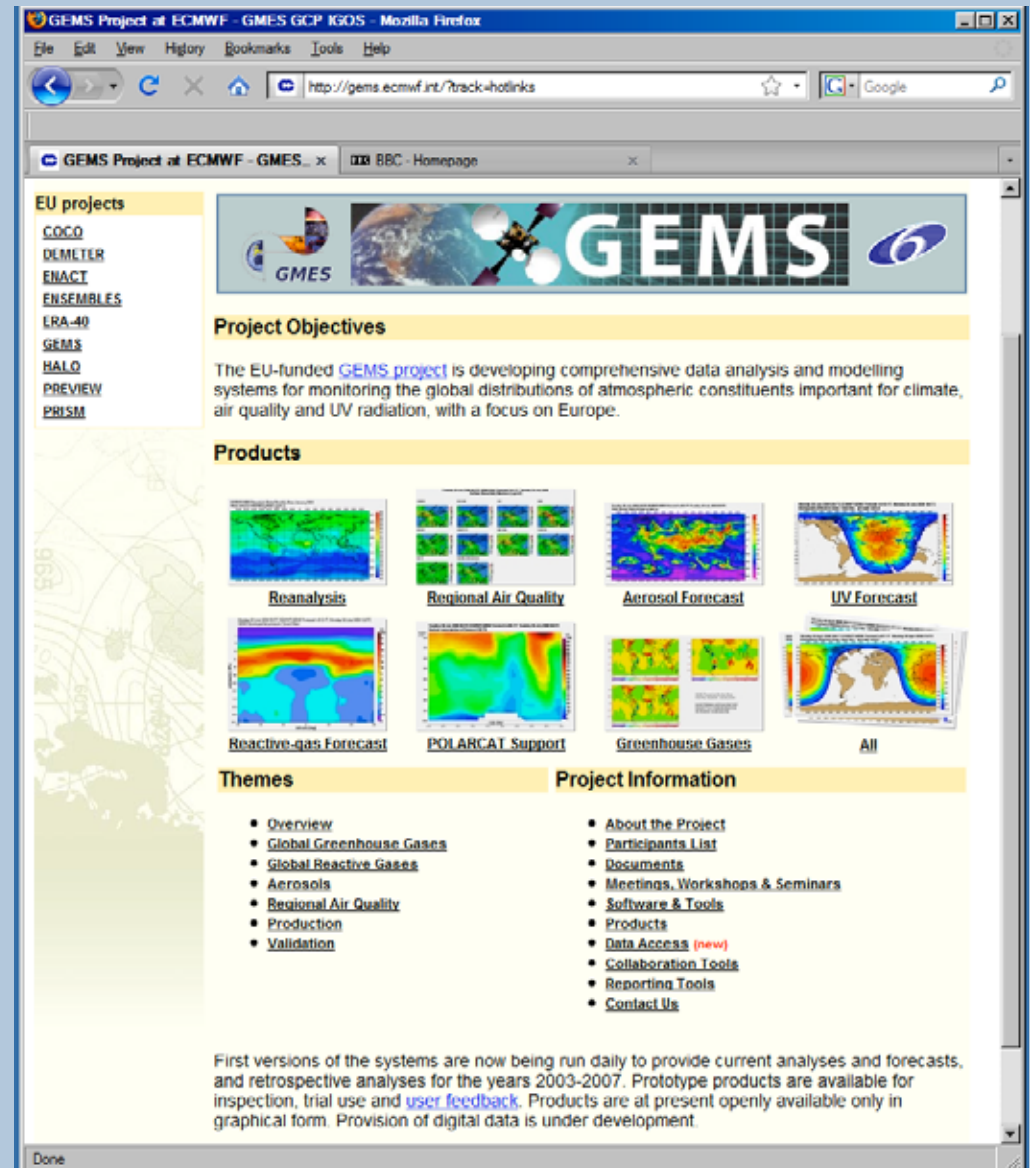 GEMS Project at ECMWF - GMES GCP IGOS - Mozilla Firefox
File Edit View History Bookmarks Tools Help
http://gems.ecmwf.int/?track=hotlinks
Google
GEMS Project at ECMWF - GMES...
BBC - Homepage
EU projects
COCO
DEMETER
ENACT
ENSEMBLES
ERA-40
GEMS
HALO
PREVIEW
PRISM
GMES
GEMS
6
Project Objectives
The EU-funded GEMS project is developing comprehensive data analysis and modelling
systems for monitoring the global distributions of atmospheric constituents important for climate,
air quality and UV radiation, with a focus on Europe.
Products
Reanalysis
Regional Air Quality
Aerosol Forecast
UV Forecast
Reactive-gas Forecast
POLARCAT Support
Greenhouse Gases
All
Themes
Overview
Global Greenhouse Gases
Global Reactive Gases
Aerosols
Regional Air Quality
Production
Validation
Project Information
About the Project
Participants List
Documents
Meetings, Workshops & Seminars
Software & Tools
Products
Data Access (new)
Collaboration Tools
Reporting Tools
Contact Us
First versions of the systems are now being run daily to provide current analyses and forecasts,
and retrospective analyses for the years 2003-2007. Prototype products are available for
inspection, trial use and user feedback. Products are at present openly available only in
graphical form. Provision of digital data is under development.
Done